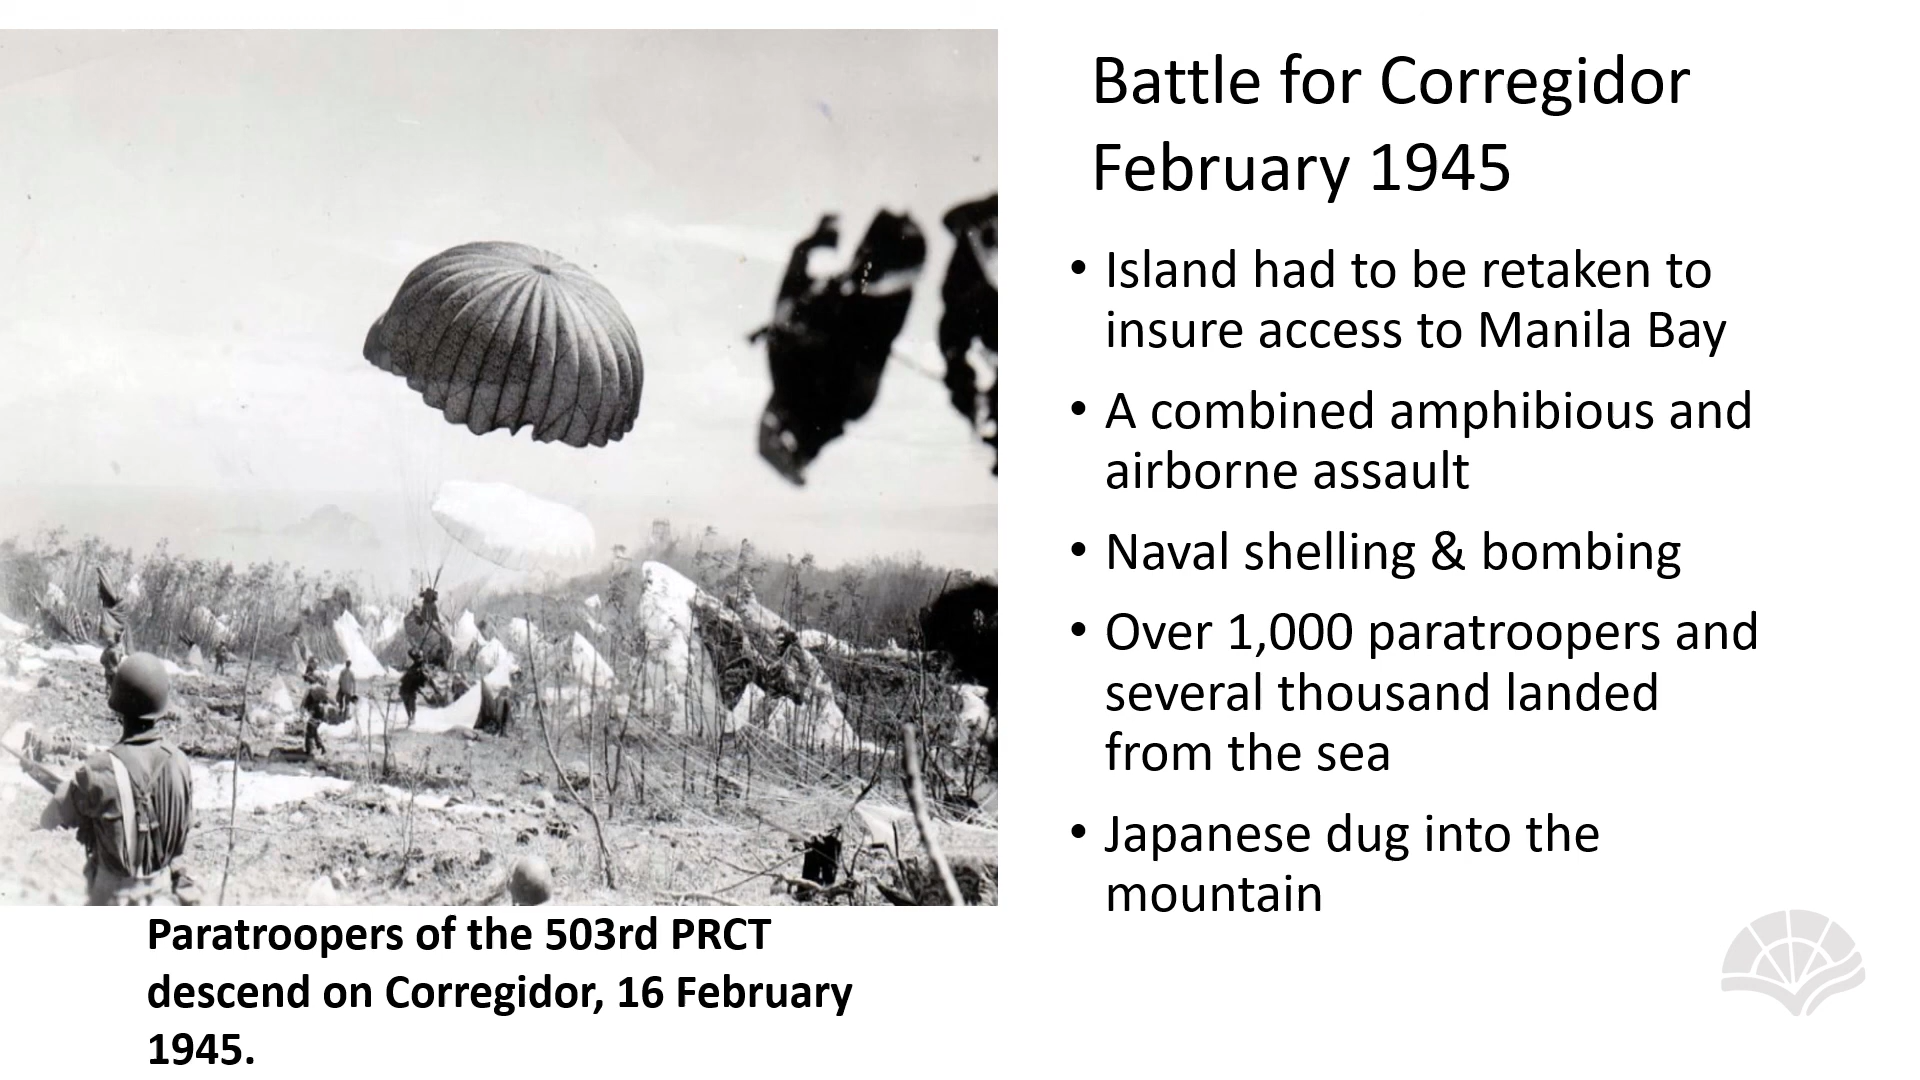 Battle for Corregidor
February 1945
• Island had to be retaken to
insure access to Manila Bay
• A combined amphibious and
airborne assault
• Naval shelling & bombing
• Over 1,000 paratroopers and
several thousand landed
from the sea
• Japanese dug into the
mountain
Paratroopers of the 503rd PRCT
descend on Corregidor, 16 February
1945.